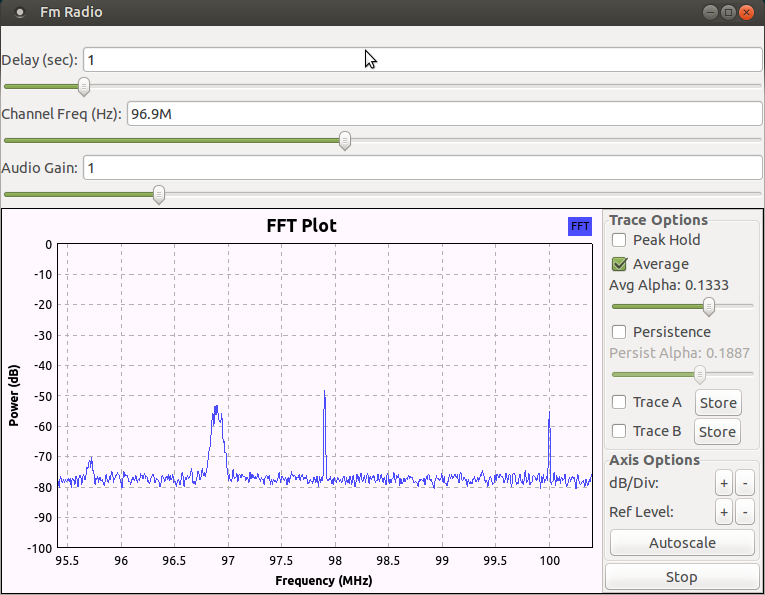 Fm Radio
Delay (sec): 1
Channel Freq (Hz): 96.9M
Audio Gain: 1
FFT Plot
FFT
0
-10
-20
-30
-40
-50
-60
-70
-80
-90
-100
Power (dB)
95.5 96 96.5 97 97.5 98 98.5 99 99.5 100
Frequency (MHz)
Trace Options
Peak Hold
Average
Avg Alpha: 0.1333
Persistence
Persist Alpha: 0.1887
Trace A Store
Trace B Store
Axis Options
dB/Div: + -
Ref Level: + -
Autoscale
Stop